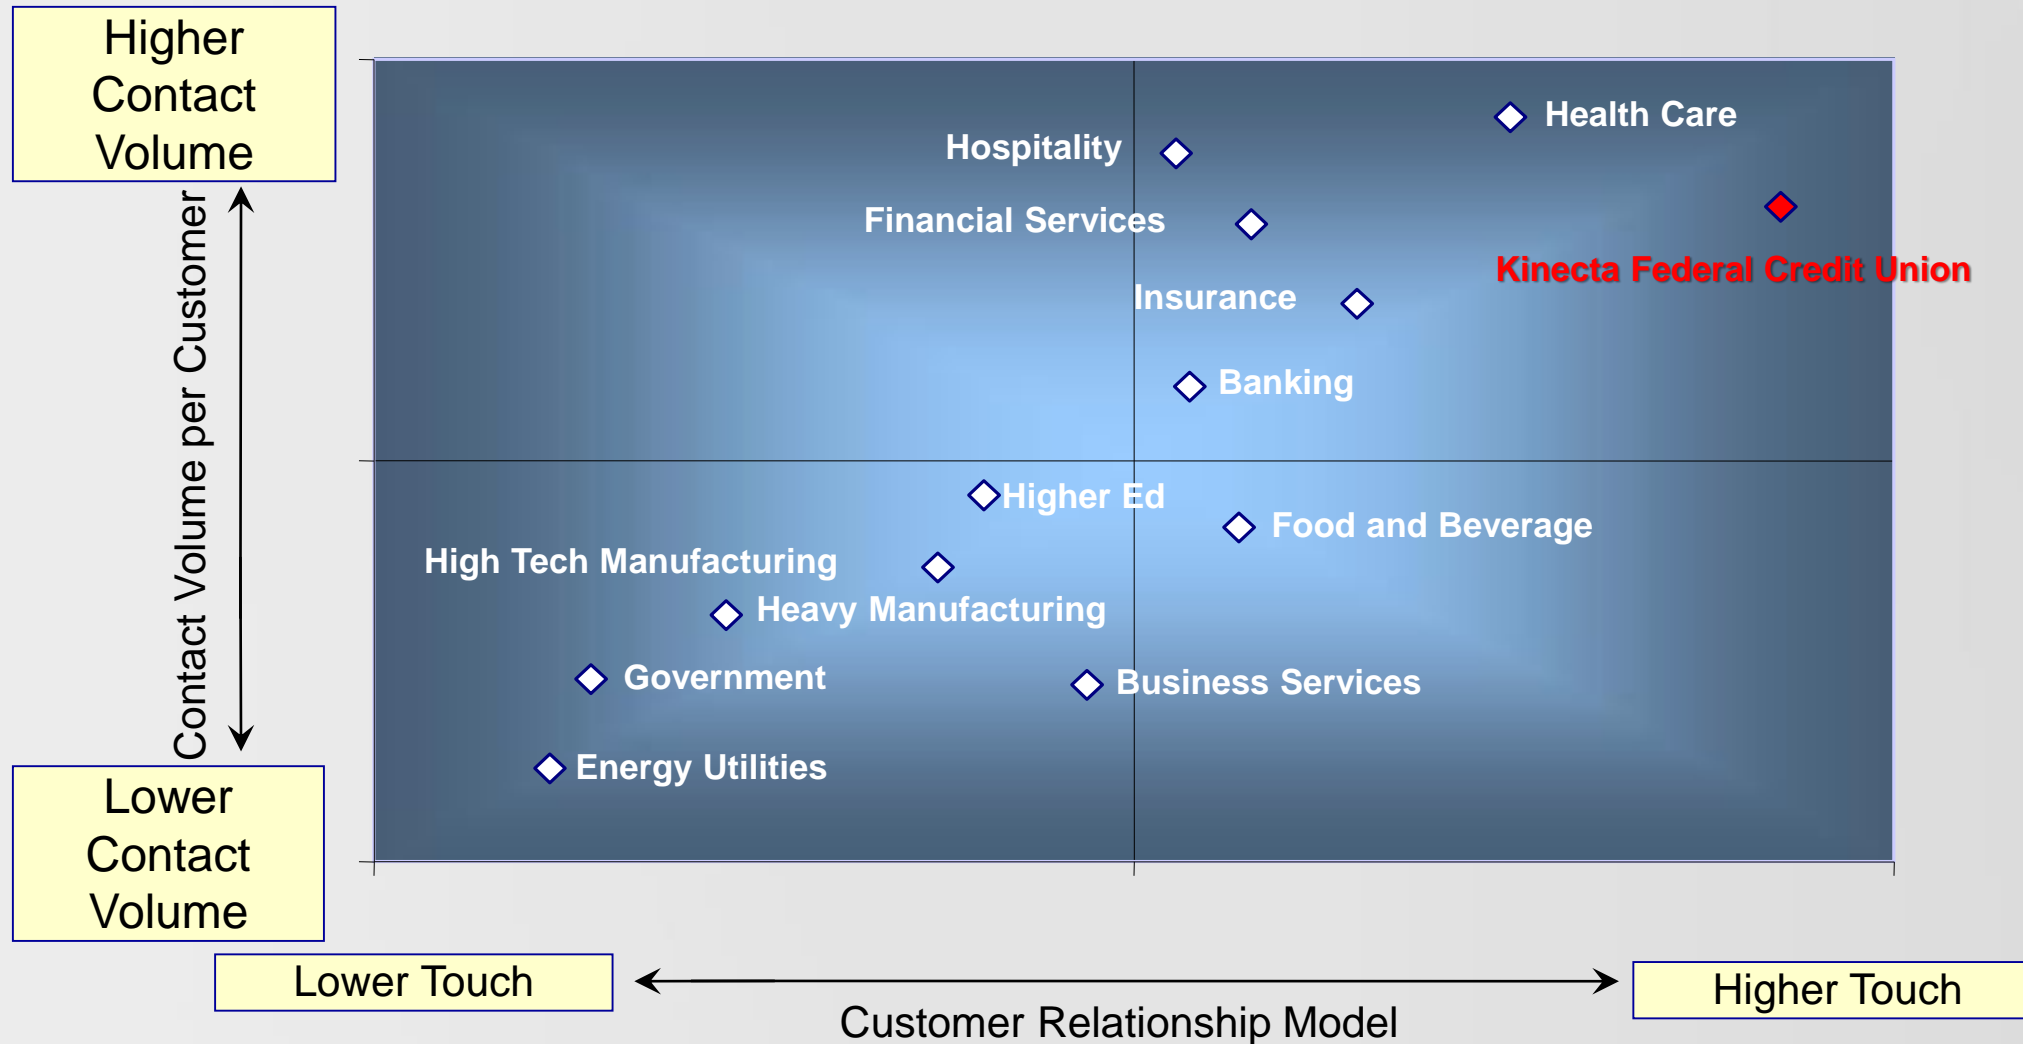 Higher
Contact
Volume
Contact Volume per Customer
Lower
Contact
Volume
Health Care
Hospitality
Kinecta Federal Credit Union
Financial Services
Insurance
Banking
Higher Ed
Food and Beverage
High Tech Manufacturing
Heavy Manufacturing
Government
Business Services
Energy Utilities
Lower Touch
Customer Relationship Model
Higher Touch